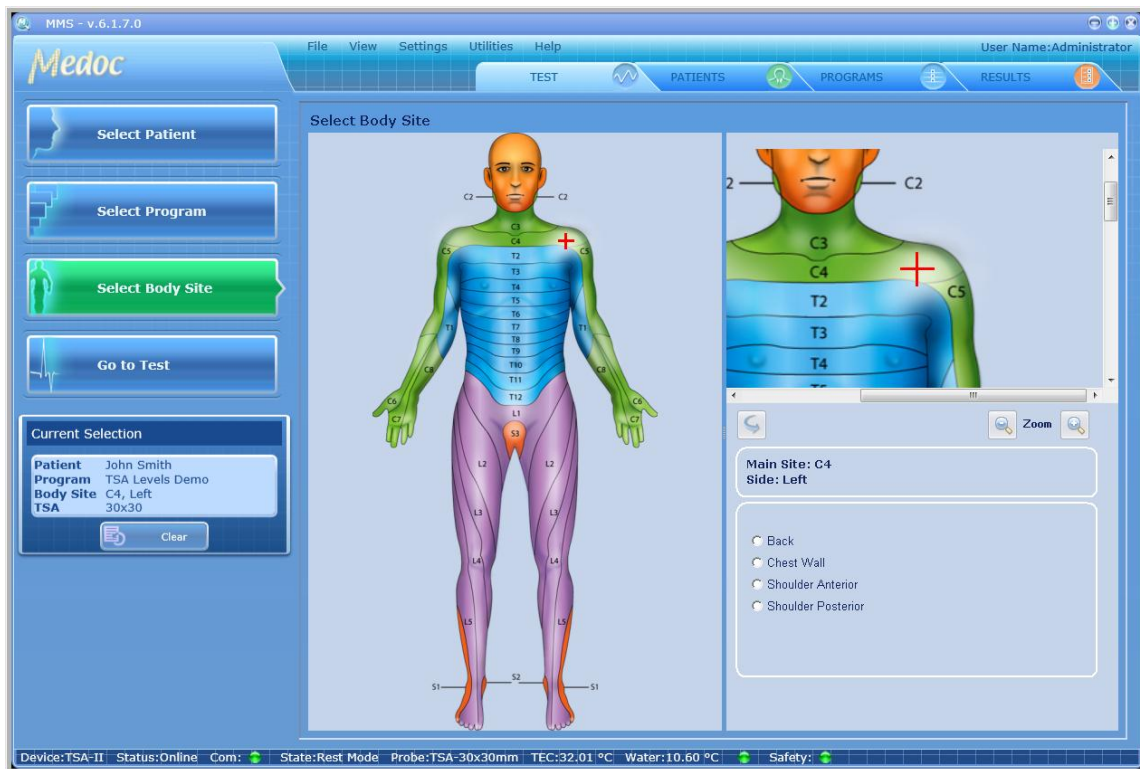 MMS - v.6.1.7.0
Medoc
File View Settings Utilities Help
User Name:Administrator
TEST PATIENTS PROGRAMS RESULTS
Select Patient
Select Program
Select Body Site
Go to Test
Current Selection
Patient John Smith
Program TSA Levels Demo
Body Site C4, Left
TSA 30x30
Clear
Select Body Site
C2 C2
C3
C4
C5 C5
T2
T3
T4
T5
T6
T1 T7 T1
T8
T9
C8 T10 C8
T11
T12
C6 C6
C7 L1 C7
S3
L2 L2
L3 L3
L4 L4
L5 L5
S2
S1 S1
2 C2
C3
C4
C5
T2
T3
T4
Zoom
Main Site: C4
Side: Left
Back
Chest Wall
Shoulder Anterior
Shoulder Posterior
Device:TSA-II Status:Online Com: State:Rest Mode Probe:TSA-30x30mm TEC:32.01 °C Water:10.60 °C Safety: